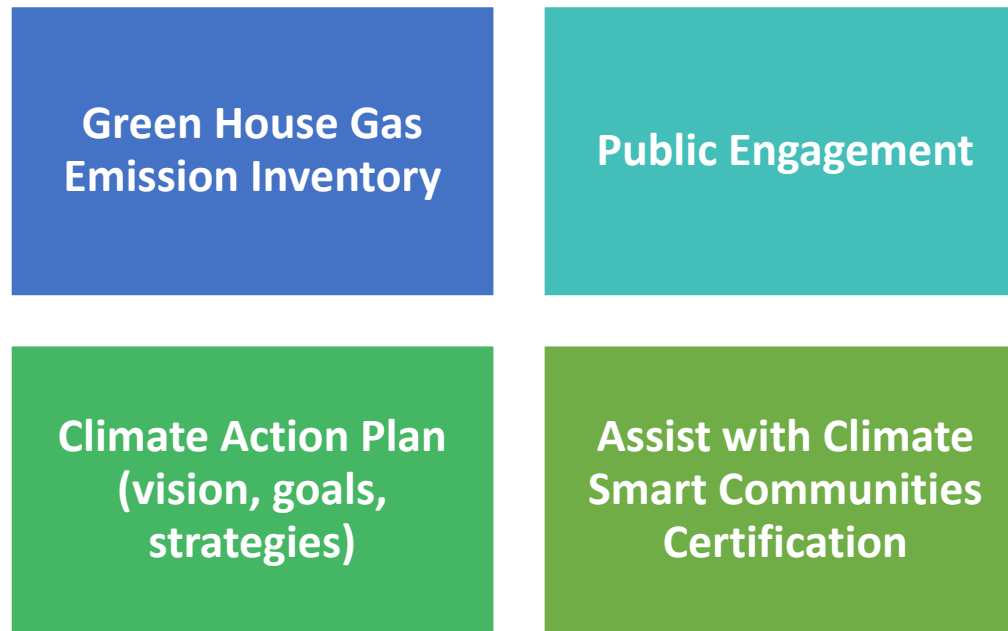 Green House Gas
Emission Inventory
Public Engagement
Climate Action Plan
(vision, goals,
strategies)
Assist with Climate
Smart Communities
Certification